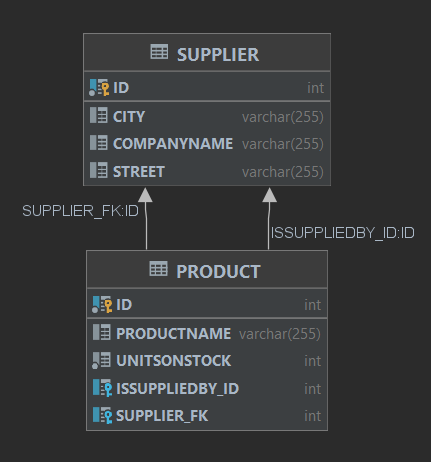 SUPPLIER
ID int
CITY varchar(255)
COMPANYNAME varchar(255)
STREET varchar(255)
SUPPLIER_FK:ID
ISSUPPLIEDBY_ID:ID
PRODUCT
ID int
PRODUCTNAME varchar(255)
UNITSONSTOCK int
ISSUPPLIEDBY_ID int
SUPPLIER_FK int